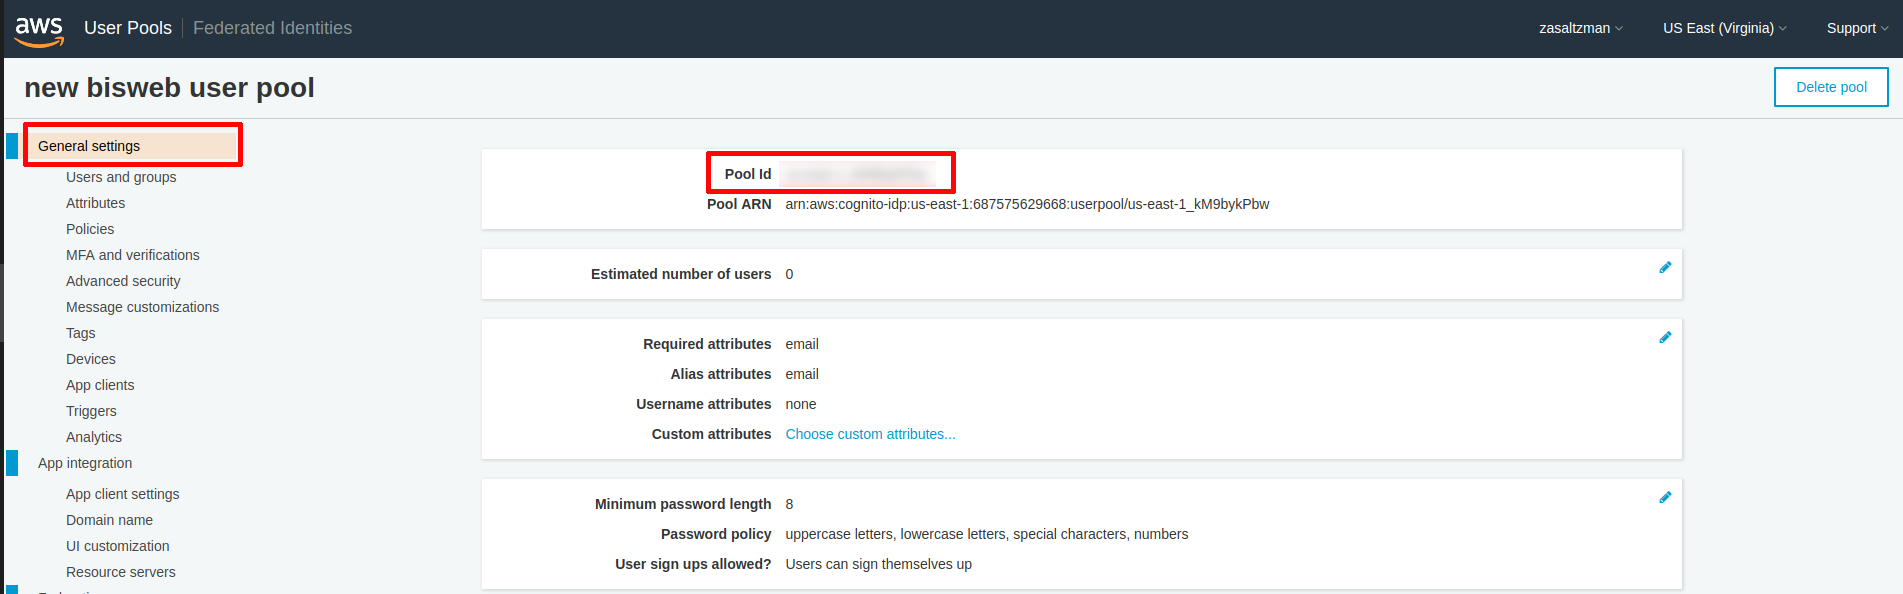 aws User Pools Federated Identities zasaltzman US East (Virginia) Support
new bisweb user pool
Delete pool
General settings
Users and groups
Attributes
Policies
MFA and verifications
Advanced security
Message customizations
Tags
Devices
App clients
Triggers
Analytics
App integration
App client settings
Domain name
UI customization
Resource servers
Pool Id
Pool ARN arn:aws:cognito-idp:us-east-1:687575629668:userpool/us-east-1_kM9bykPbw
Estimated number of users 0
Required attributes email
Alias attributes email
Username attributes none
Custom attributes Choose custom attributes...
Minimum password length 8
Password policy uppercase letters, lowercase letters, special characters, numbers
User sign ups allowed? Users can sign themselves up